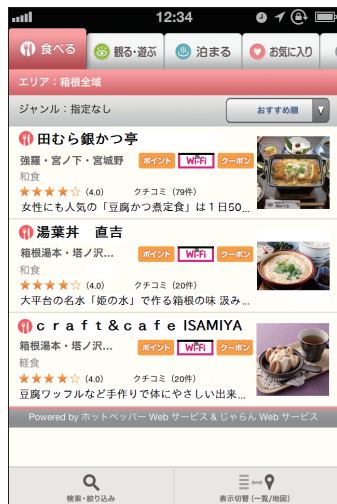 12:34
食べる 観る・遊ぶ 泊まる お気に入り
エリア：箱根全域
ジャンル：指定なし おすすめ順
田むら銀かつ亭
強羅・宮ノ下・宮城野 ポイント Wi-Fi クーポン
和食
★★★★☆ (4.0) クチコミ（79件）
女性にも人気の「豆腐かつ煮定食」は１日50...
湯葉丼　直吉
箱根湯本・塔ノ沢... ポイント Wi-Fi クーポン
和食
★★★★☆ (4.0) クチコミ（20件）
大平台の名水「姫の水」で作る箱根の味 汲み...
ｃｒａｆｔ＆ｃａｆｅ ISAMIYA
箱根湯本・塔ノ沢... ポイント Wi-Fi クーポン
軽食
★★★★☆ (4.0) クチコミ（20件）
豆腐ワッフルなど手作りで体にやさしい出来...
Powered by ホットペッパー Web サービス & じゃらん Web サービス
検索・絞り込み 表示切替（一覧/地図）